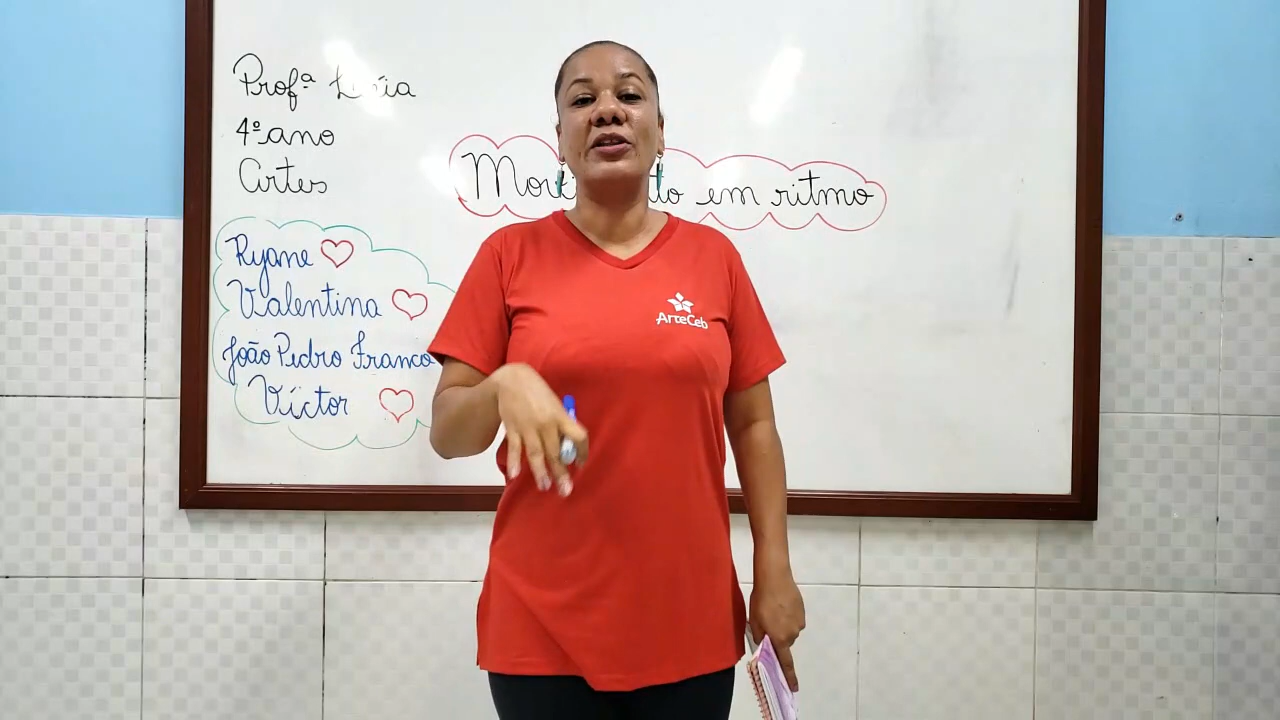 Profª
4º ano
Artes
em ritmo
Ryane
Valentina
João Pedro Franco
Victor
ArteCeb